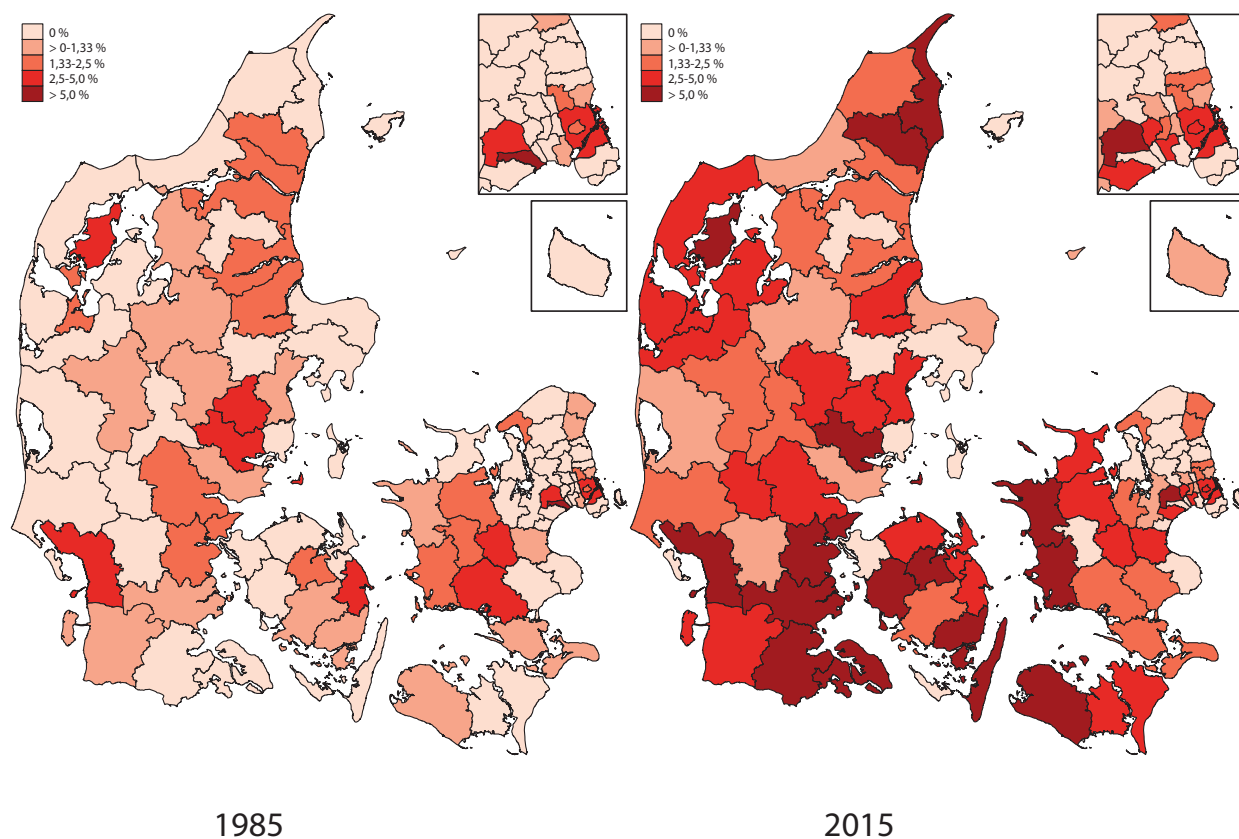 0 %
> 0-1,33 %
1,33-2,5 %
2,5-5,0 %
> 5,0 %
0 %
> 0-1,33 %
1,33-2,5 %
2,5-5,0 %
> 5,0 %
1985
2015